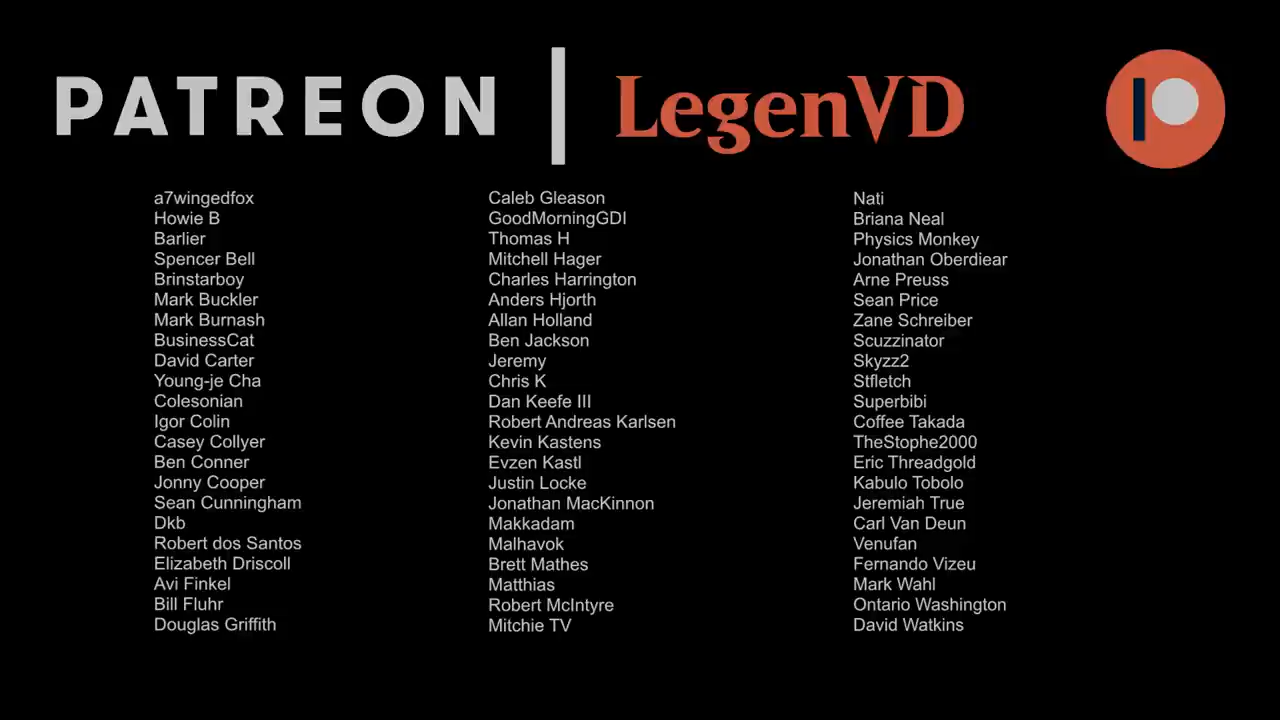 PATREON | LegenVD
a7wingedfox
Howie B
Barlier
Spencer Bell
Brinstarboy
Mark Buckler
Mark Burnash
BusinessCat
David Carter
Young-je Cha
Colesonian
Igor Colin
Casey Collyer
Ben Conner
Jonny Cooper
Sean Cunningham
Dkb
Robert dos Santos
Elizabeth Driscoll
Avi Finkel
Bill Fluhr
Douglas Griffith
Caleb Gleason
GoodMorningGDI
Thomas H
Mitchell Hager
Charles Harrington
Anders Hjorth
Allan Holland
Ben Jackson
Jeremy
Chris K
Dan Keefe III
Robert Andreas Karlsen
Kevin Kastens
Evzen Kastl
Justin Locke
Jonathan MacKinnon
Makkadam
Malhavok
Brett Mathes
Matthias
Robert McIntyre
Mitchie TV
Nati
Briana Neal
Physics Monkey
Jonathan Oberdiear
Arne Preuss
Sean Price
Zane Schreiber
Scuzzinator
Skyzz2
Stfletch
Superbibi
Coffee Takada
TheStophe2000
Eric Threadgold
Kabulo Tobolo
Jeremiah True
Carl Van Deun
Venufan
Fernando Vizeu
Mark Wahl
Ontario Washington
David Watkins